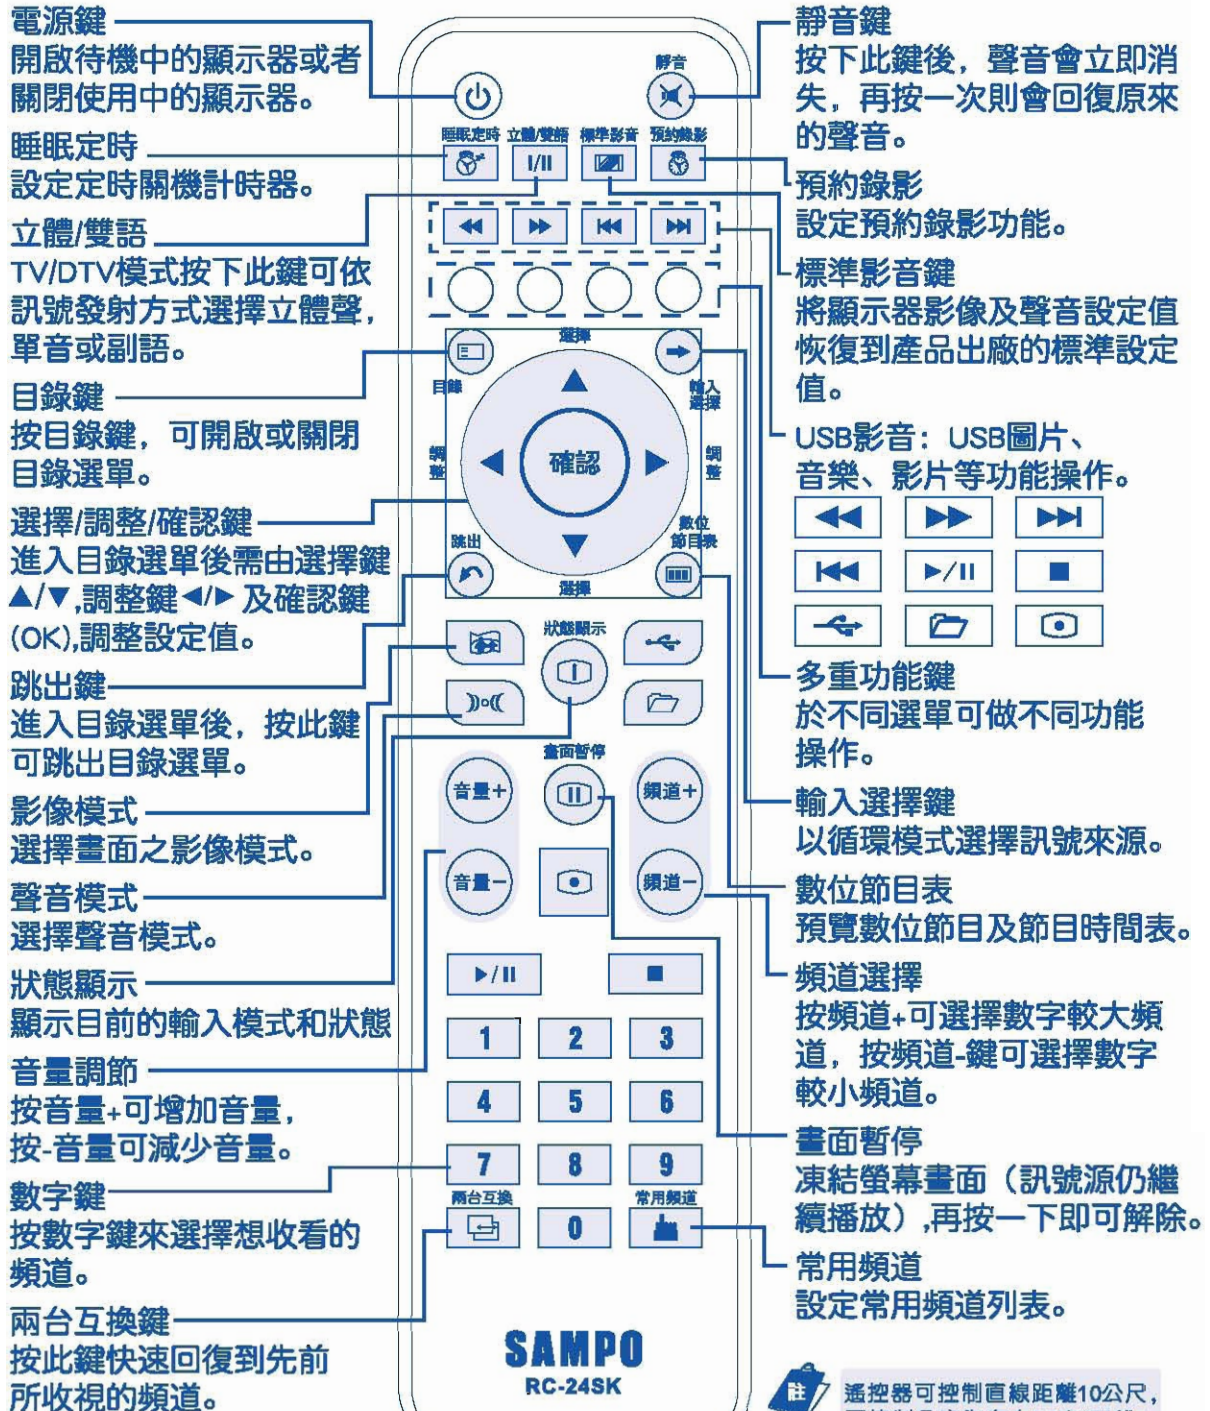 電源鍵
開啟待機中的顯示器或者
關閉使用中的顯示器。
睡眠定時
設定定時關機計時器。
立體/雙語
TV/DTV模式按下此鍵可依
訊號發射方式選擇立體聲，
單音或副語。
目錄鍵
按目錄鍵，可開啟或關閉
目錄選單。
選擇/調整/確認鍵
進入目錄選單後需由選擇鍵
▲/▼,調整鍵◀/▶及確認鍵
(OK),調整設定值。
跳出鍵
進入目錄選單後，按此鍵
可跳出目錄選單。
影像模式
選擇畫面之影像模式。
聲音模式
選擇聲音模式。
狀態顯示
顯示目前的輸入模式和狀態
音量調節
按音量+可增加音量，
按-音量可減少音量。
數字鍵
按數字鍵來選擇想收看的
頻道。
兩台互換鍵
按此鍵快速回復到先前
所收視的頻道。
靜音
睡眠定時 立體/雙語 標準影音 預約錄影
I/II
選擇
目錄
輸入
選擇
調整
確認
調整
跳出
數位
節目表
選擇
狀態顯示
畫面暫停
音量+
頻道+
音量-
頻道-
1 2 3
4 5 6
7 8 9
兩台互換
常用頻道
0
SAMPO
RC-24SK
靜音鍵
按下此鍵後，聲音會立即消
失，再按一次則會回復原來
的聲音。
預約錄影
設定預約錄影功能。
標準影音鍵
將顯示器影像及聲音設定值
恢復到產品出廠的標準設定
值。
USB影音：USB圖片、
音樂、影片等功能操作。
多重功能鍵
於不同選單可做不同功能
操作。
輸入選擇鍵
以循環模式選擇訊號來源。
數位節目表
預覽數位節目及節目時間表。
頻道選擇
按頻道+可選擇數字較大頻
道，按頻道-鍵可選擇數字
較小頻道。
畫面暫停
凍結螢幕畫面（訊號源仍繼
續播放）,再按一下即可解除。
常用頻道
設定常用頻道列表。
註
遙控器可控制直線距離10公尺，